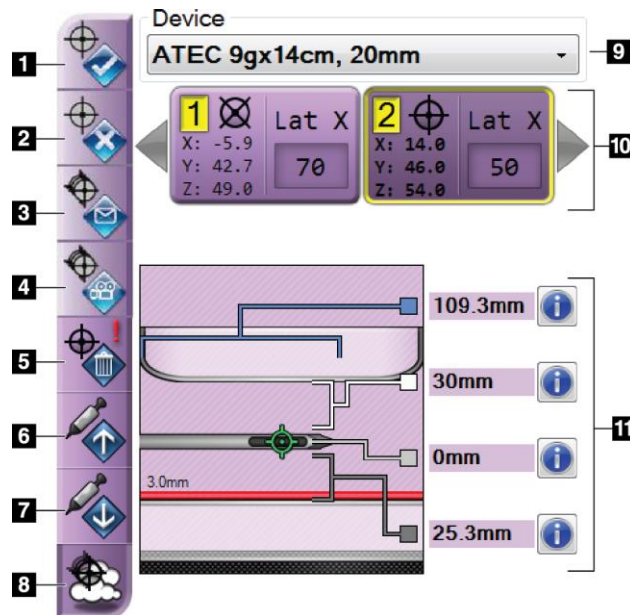 Device
1
ATEC 9gx14cm, 20mm
9
1 Lat X
X: -5.9
Y: 42.7
Z: 49.0
70
2 Lat X
X: 14.0
Y: 46.0
Z: 54.0
50
10
2
3
4
109.3mm
5
!
30mm
6
11
0mm
3.0mm
7
25.3mm
8